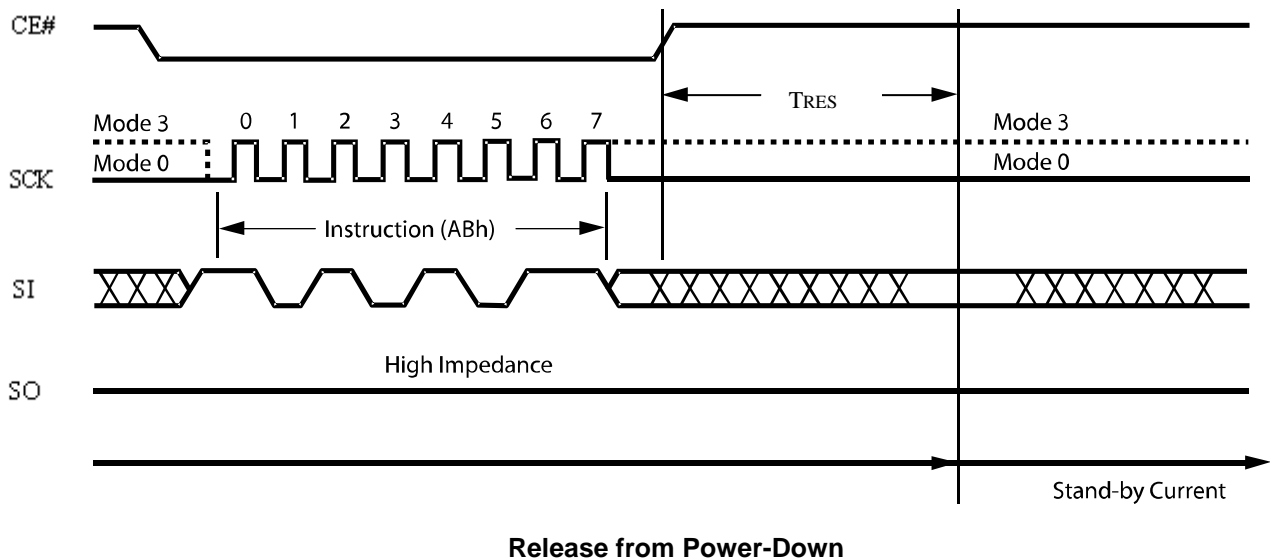 CE#
TRES
Mode 3
0 1 2 3 4 5 6 7
Mode 3
Mode 0
Mode 0
SCK
Instruction (ABh)
SI
High Impedance
SO
Stand-by Current
Release from Power-Down